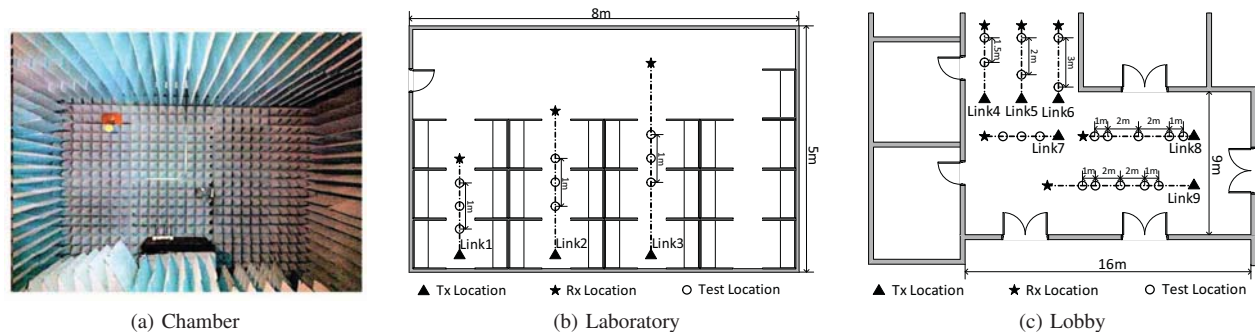 8m
5m
1m
1m
1m
Link1
Link2
Link3
Tx Location
Rx Location
Test Location
1.5m
2m
3m
Link4
Link5
Link6
Link7
1m 2m 2m 1m
Link8
1m 2m 2m 1m
Link9
9m
16m
Tx Location
Rx Location
Test Location
(a) Chamber
(b) Laboratory
(c) Lobby